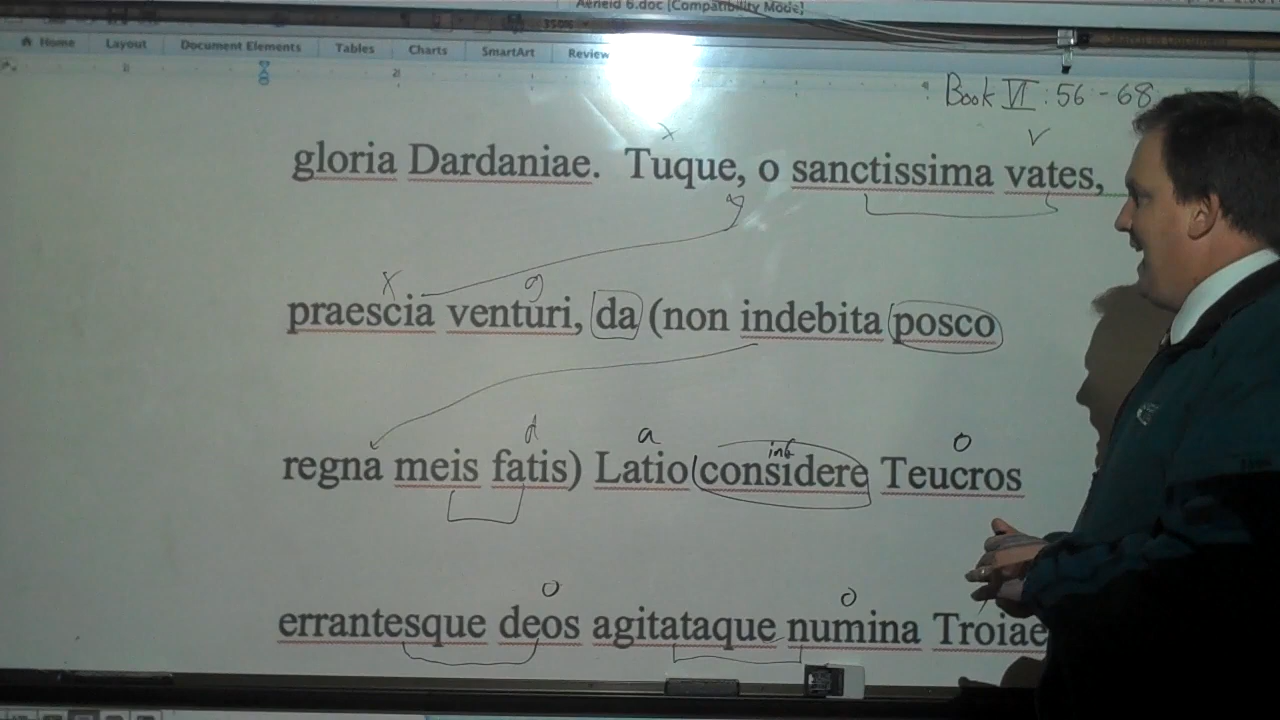 Aeneid 6.doc [Compatibility Mode]
150%
Home Layout Document Elements Tables Charts SmartArt Review
Book VI : 56 - 68
x v
gloria Dardaniae. Tuque, o sanctissima vates,
x g
praescia venturi, da (non indebita posco
d a inf o
regna meis fatis) Latio (considere Teucros
o o
errantesque deos agitataque numina Troiae